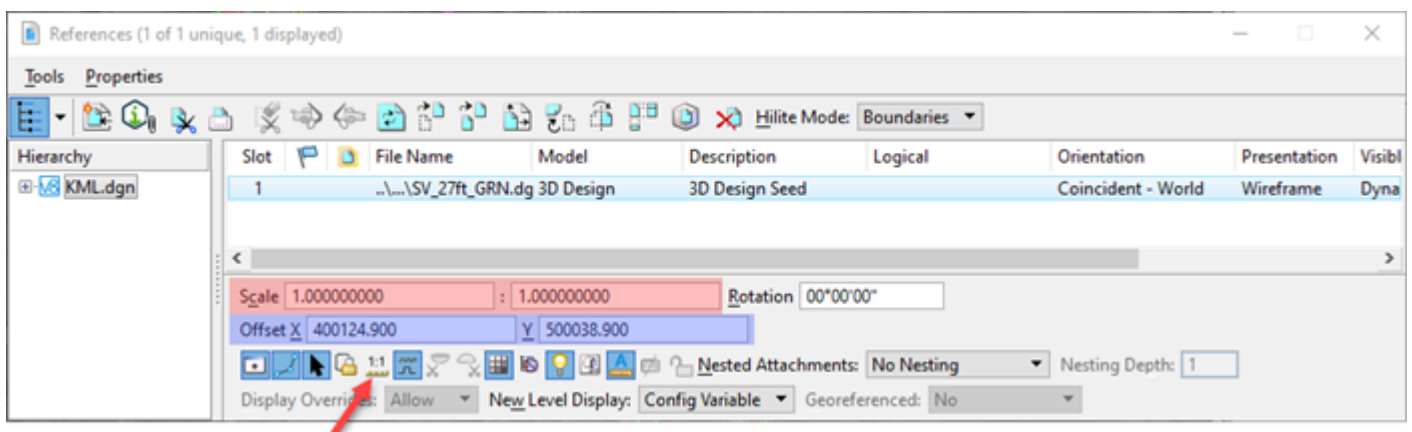 References (1 of 1 unique, 1 displayed)
Tools Properties
Hilite Mode: Boundaries
Hierarchy Slot File Name Model Description Logical Orientation Presentation Visibl
KML.dgn 1 ..\...\SV_27ft_GRN.dg 3D Design 3D Design Seed Coincident - World Wireframe Dyna
Scale 1.000000000 : 1.000000000 Rotation 00°00'00"
Offset X 400124.900 Y 500038.900
1:1 Nested Attachments: No Nesting Nesting Depth: 1
Display Overrides: Allow New Level Display: Config Variable Georeferenced: No